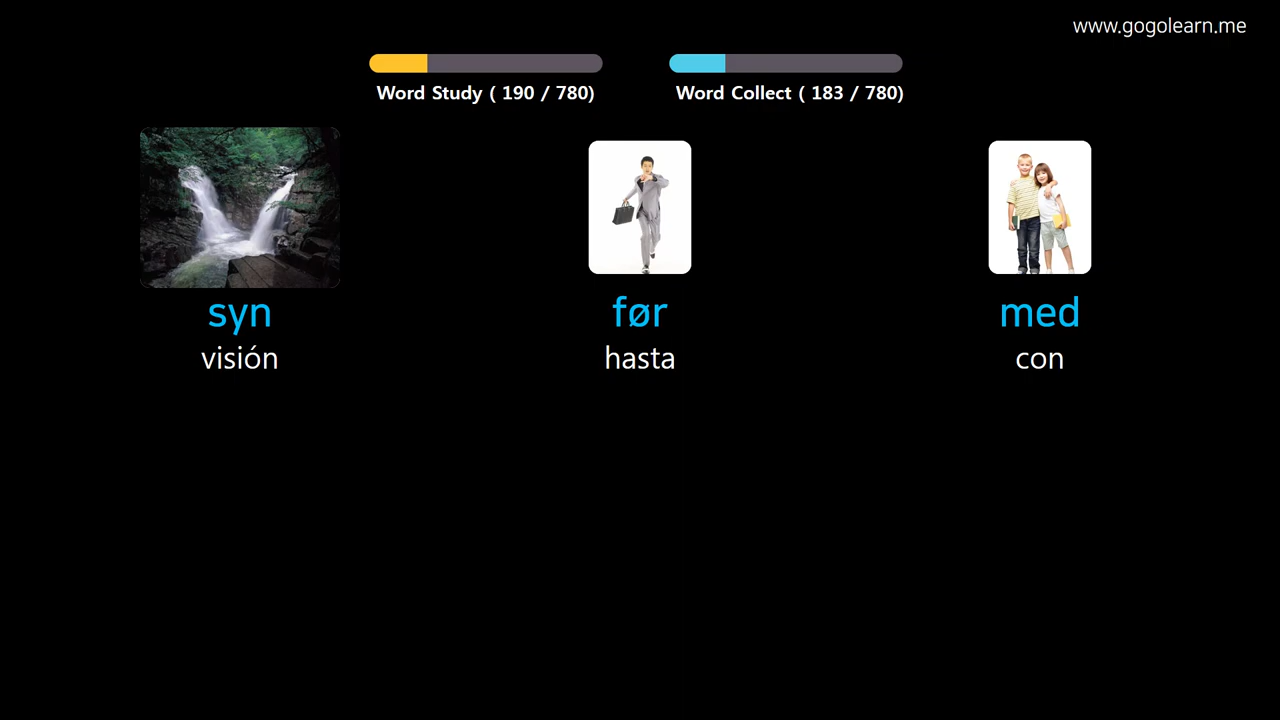 www.gogolearn.me
Word Study ( 190 / 780)
Word Collect ( 183 / 780)
syn
visión
før
hasta
med
con